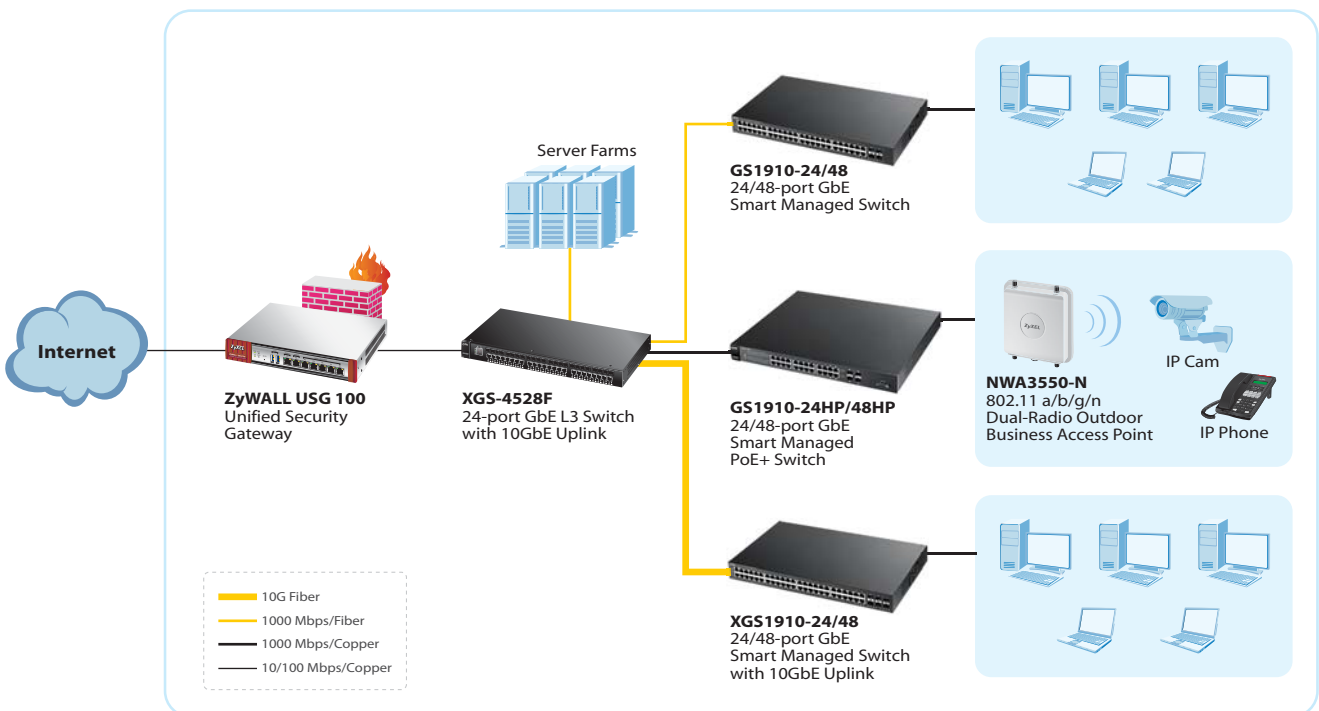 Server Farms
GS1910-24/48
24/48-port GbE
Smart Managed Switch
Internet
ZyXEL
ZyWALL USG 100
Unified Security
Gateway
XGS-4528F
24-port GbE L3 Switch
with 10GbE Uplink
GS1910-24HP/48HP
24/48-port GbE
Smart Managed
PoE+ Switch
ZyXEL
NWA3550-N
802.11 a/b/g/n
Dual-Radio Outdoor
Business Access Point
IP Cam
IP Phone
XGS1910-24/48
24/48-port GbE
Smart Managed Switch
with 10GbE Uplink
10G Fiber
1000 Mbps/Fiber
1000 Mbps/Copper
10/100 Mbps/Copper